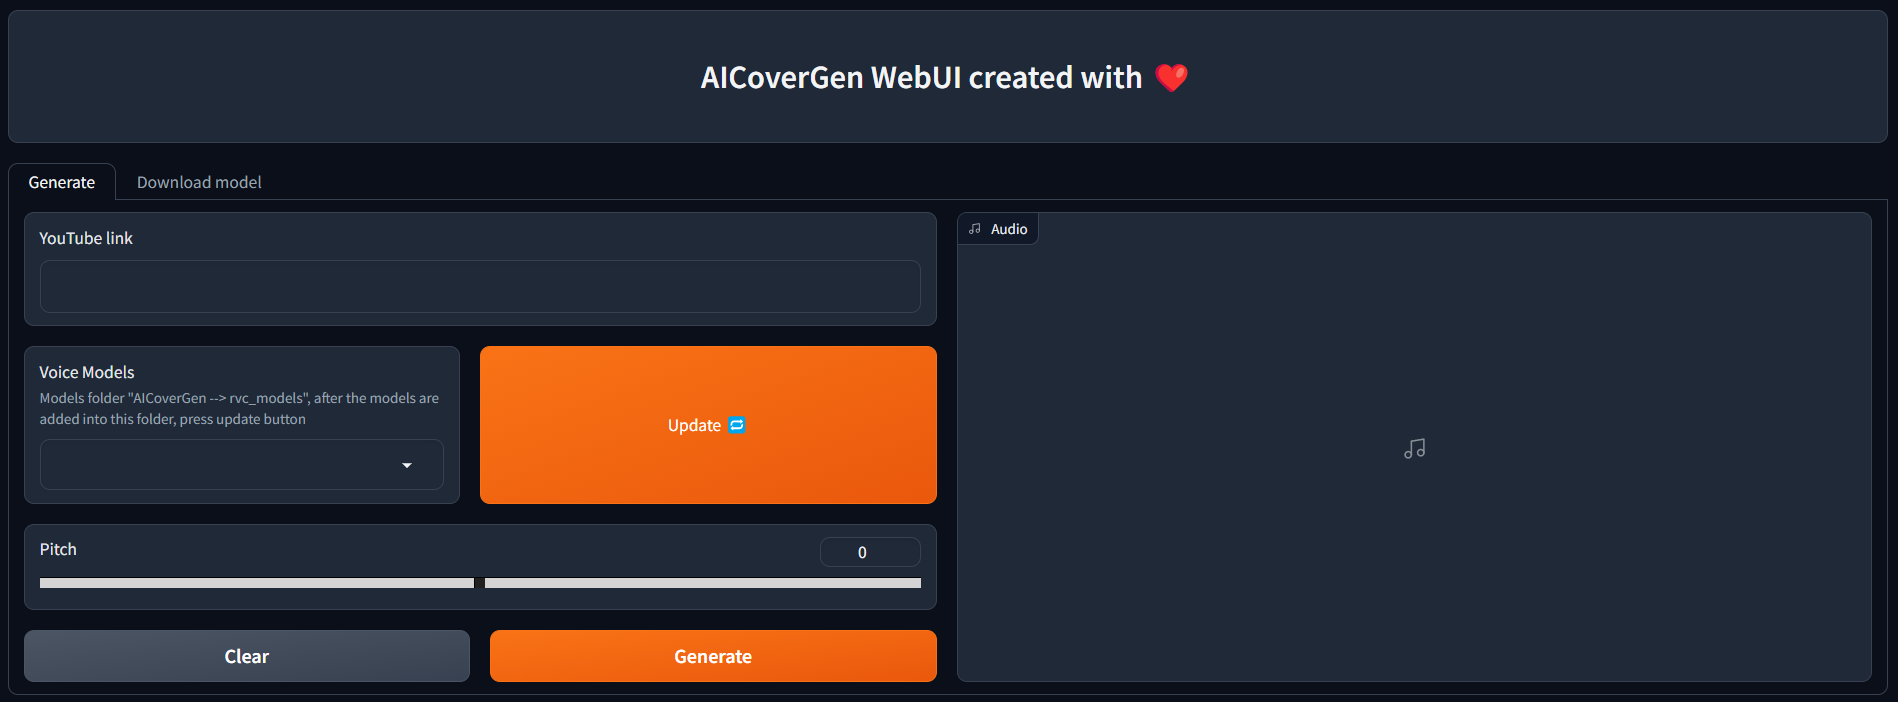 AICoverGen WebUI created with ❤️
Generate
Download model
YouTube link
Audio
Voice Models
Models folder "AICoverGen --> rvc_models", after the models are
added into this folder, press update button
Update 🔁
Pitch
0
Clear
Generate